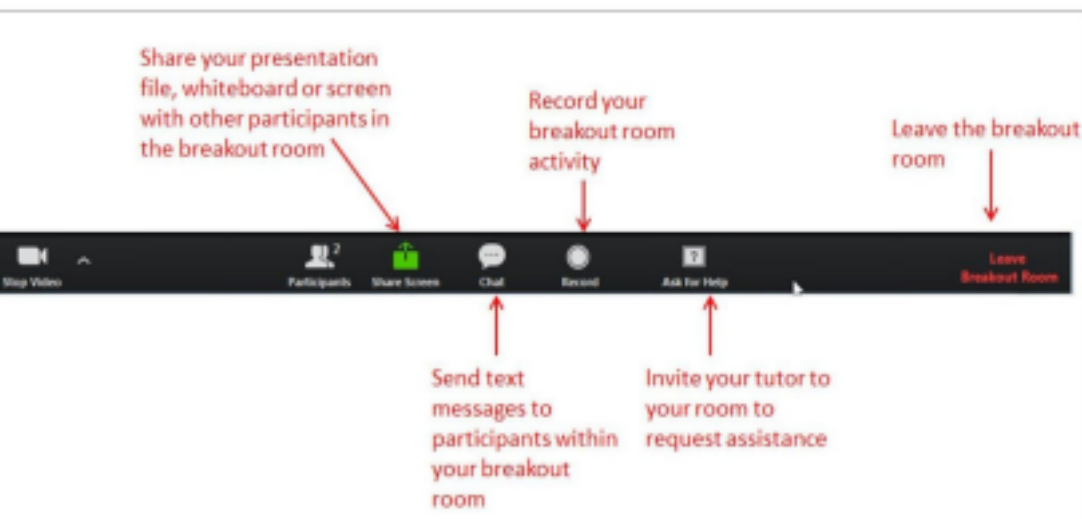 Share your presentation
file, whiteboard or screen
with other participants in
the breakout room
Record your
breakout room
activity
Leave the breakout
room
Stop Video
Participants
2
Share Screen
Chat
Record
Ask for Help
Leave
Breakout Room
Send text
messages to
participants within
your breakout
room
Invite your tutor to
your room to
request assistance